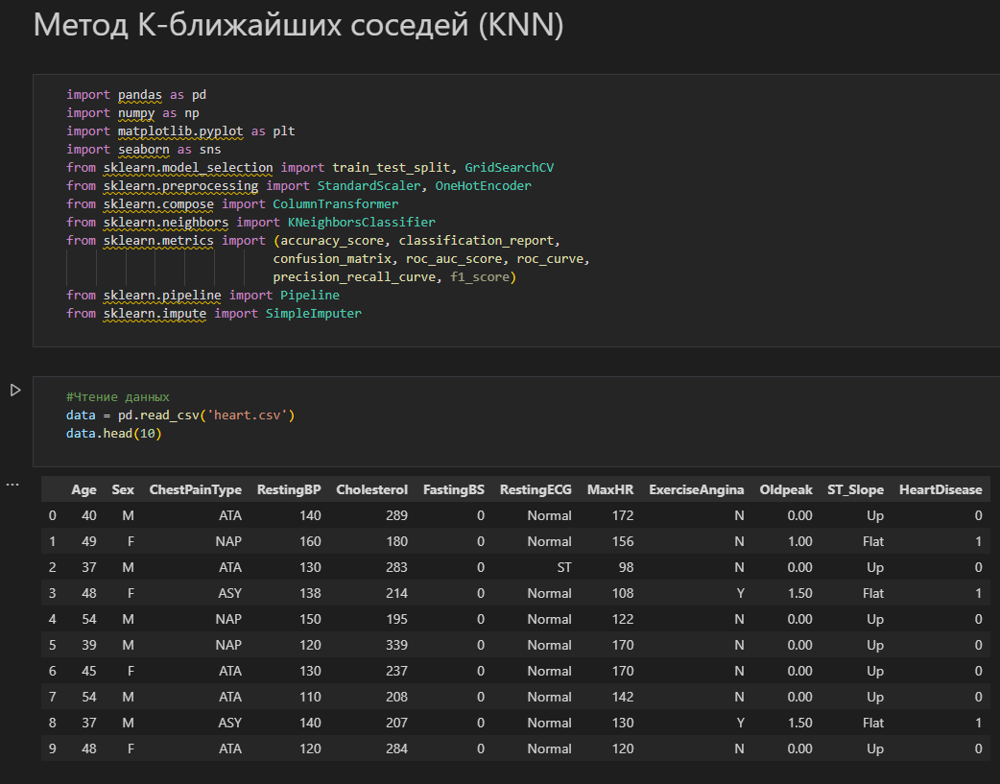 Метод К-ближайших соседей (KNN)
import pandas as pd
import numpy as np
import matplotlib.pyplot as plt
import seaborn as sns
from sklearn.model_selection import train_test_split, GridSearchCV
from sklearn.preprocessing import StandardScaler, OneHotEncoder
from sklearn.compose import ColumnTransformer
from sklearn.neighbors import KNeighborsClassifier
from sklearn.metrics import (accuracy_score, classification_report,
confusion_matrix, roc_auc_score, roc_curve,
precision_recall_curve, f1_score)
from sklearn.pipeline import Pipeline
from sklearn.impute import SimpleImputer
#Чтение данных
data = pd.read_csv('heart.csv')
data.head(10)
Age Sex ChestPainType RestingBP Cholesterol FastingBS RestingECG MaxHR ExerciseAngina Oldpeak ST_Slope HeartDisease
0 40 M ATA 140 289 0 Normal 172 N 0.00 Up 0
1 49 F NAP 160 180 0 Normal 156 N 1.00 Flat 1
2 37 M ATA 130 283 0 ST 98 N 0.00 Up 0
3 48 F ASY 138 214 0 Normal 108 Y 1.50 Flat 1
4 54 M NAP 150 195 0 Normal 122 N 0.00 Up 0
5 39 M NAP 120 339 0 Normal 170 N 0.00 Up 0
6 45 F ATA 130 237 0 Normal 170 N 0.00 Up 0
7 54 M ATA 110 208 0 Normal 142 N 0.00 Up 0
8 37 M ASY 140 207 0 Normal 130 Y 1.50 Flat 1
9 48 F ATA 120 284 0 Normal 120 N 0.00 Up 0